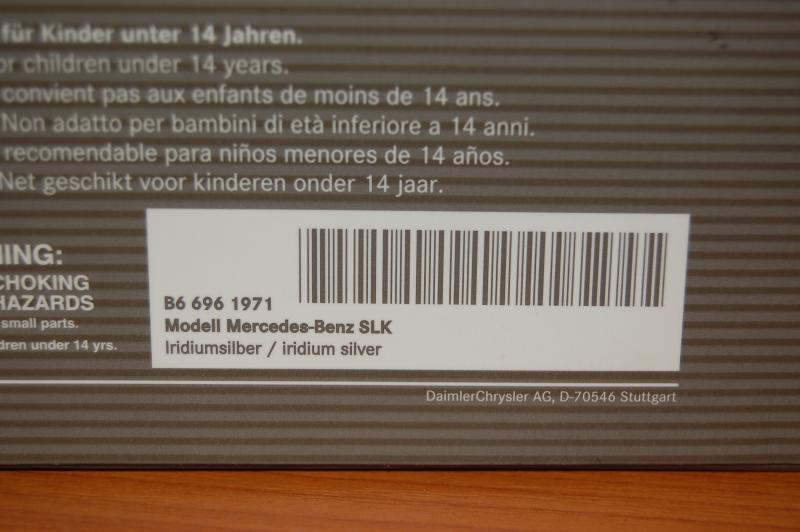 für Kinder unter 14 Jahren.
or children under 14 years.
convient pas aux enfants de moins de 14 ans.
Non adatto per bambini di età inferiore a 14 anni.
recomendable para niños menores de 14 años.
Net geschikt voor kinderen onder 14 jaar.
NING:
CHOKING
HAZARDS
small parts.
dren under 14 yrs.
B6 696 1971
Modell Mercedes-Benz SLK
Iridiumsilber / iridium silver
DaimlerChrysler AG, D-70546 Stuttgart